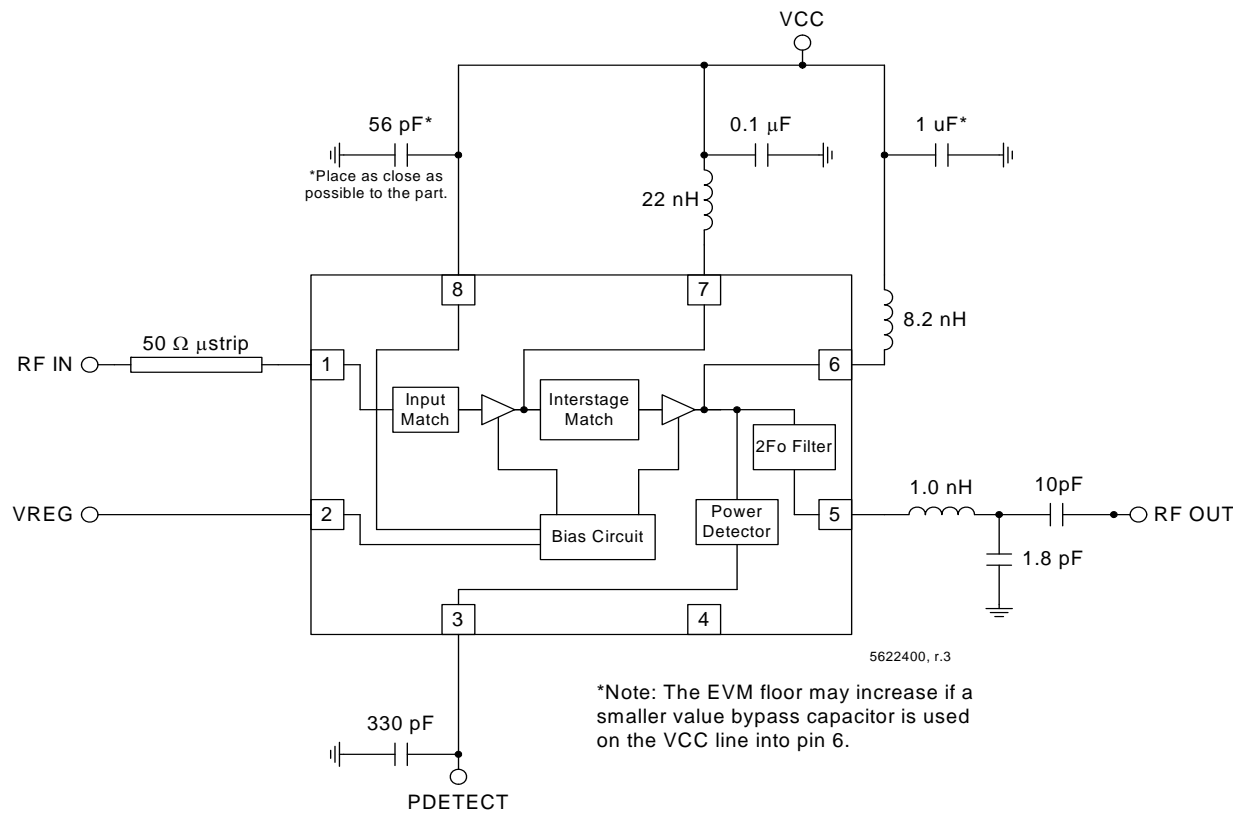 VCC
56 pF*
*Place as close as
possible to the part.
0.1 μF
1 uF*
22 nH
8
7
8.2 nH
RF IN
50 Ω μstrip
1
6
Input
Match
Interstage
Match
2Fo Filter
VREG
2
Bias Circuit
Power
Detector
5
1.0 nH
10pF
RF OUT
1.8 pF
3
4
5622400, r.3
*Note: The EVM floor may increase if a
smaller value bypass capacitor is used
on the VCC line into pin 6.
330 pF
PDETECT